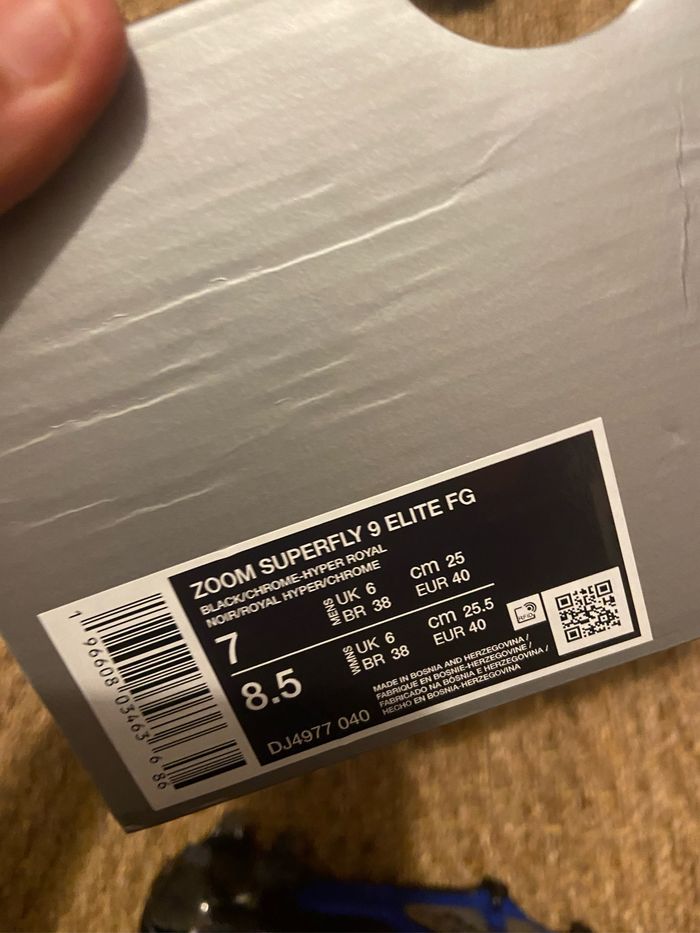 ZOOM SUPERFLY 9 ELITE FG
BLACK/CHROME-HYPER ROYAL
NOIR/ROYAL HYPER/CHROME
7
MENS
UK 6
BR 38
cm 25
EUR 40
8.5
WMNS
UK 6
BR 38
cm 25.5
EUR 40
RFID
DJ4977 040
MADE IN BOSNIA AND HERZEGOVINA /
FABRIQUE EN BOSNIE-HERZEGOVINE /
FABRICADO NA BÓSNIA E HERZEGOVINA /
HECHO EN BOSNIA-HERZEGOVINA
1 96608 03463 6 86